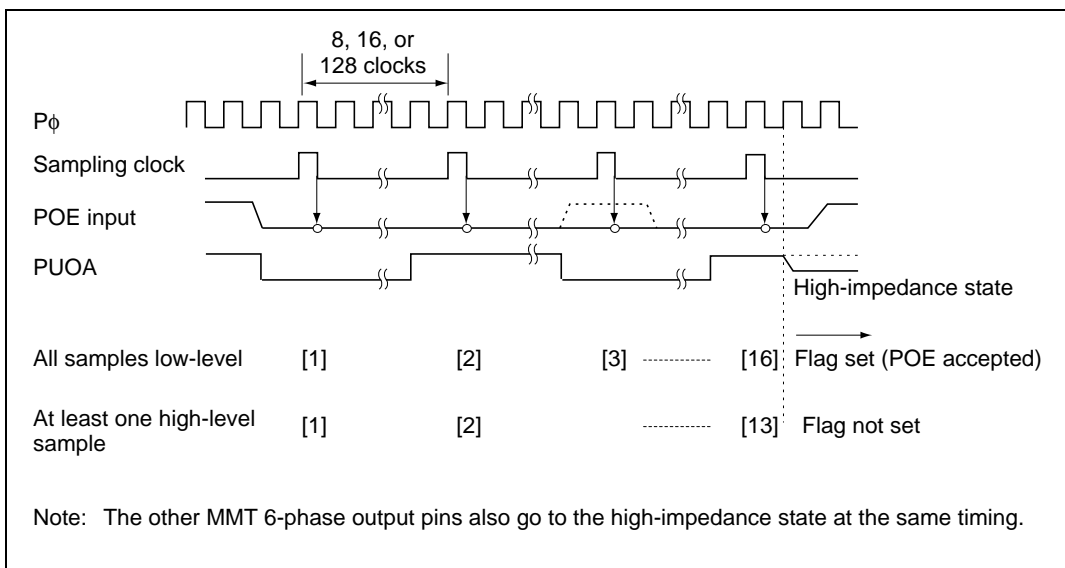 8, 16, or
128 clocks
Pϕ
Sampling clock
POE input
PUOA
High-impedance state
All samples low-level [1] [2] [3] [16] Flag set (POE accepted)
At least one high-level
sample [1] [2] [13] Flag not set
Note: The other MMT 6-phase output pins also go to the high-impedance state at the same timing.